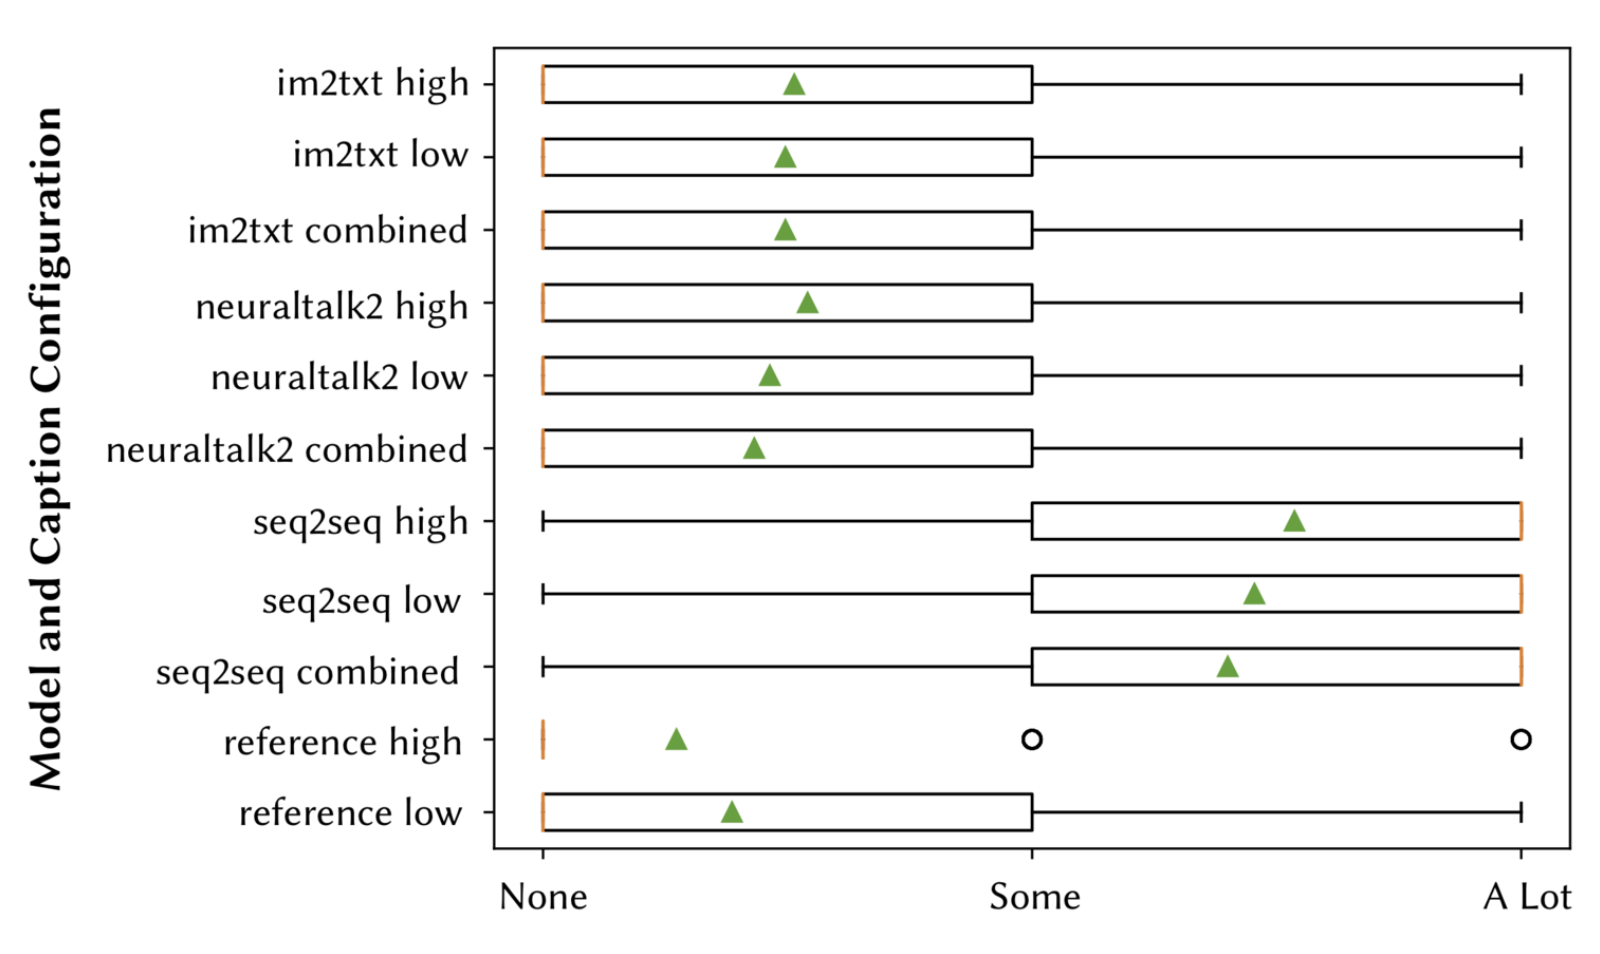 Model and Caption Configuration
im2txt high
im2txt low
im2txt combined
neuraltalk2 high
neuraltalk2 low
neuraltalk2 combined
seq2seq high
seq2seq low
seq2seq combined
reference high
reference low
None Some A Lot